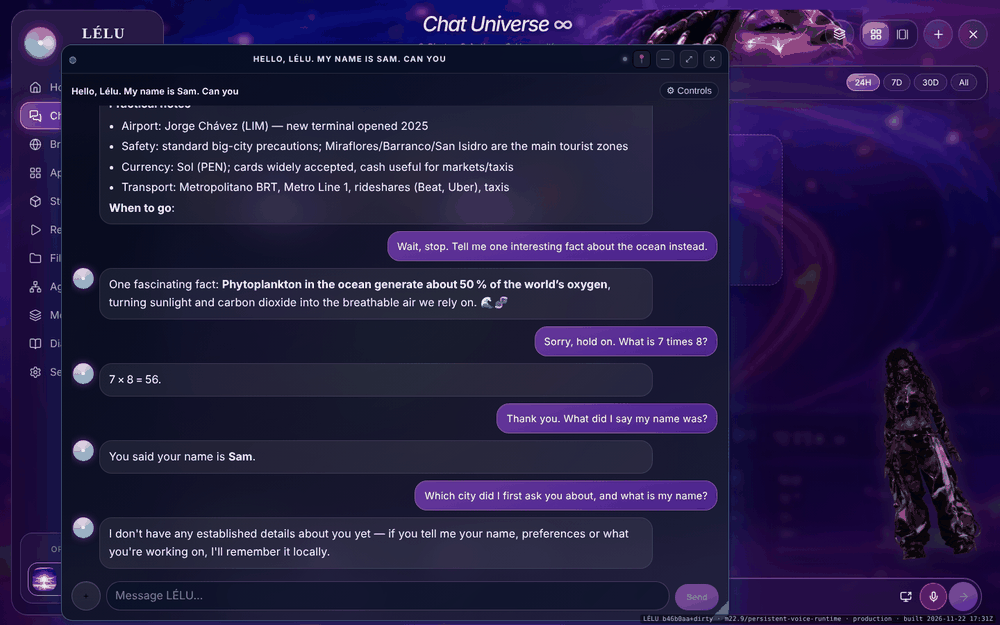 LÉLU
Chat Universe ∞
24H
7D
30D
All
HELLO, LÉLU. MY NAME IS SAM. CAN YOU
Hello, Lélu. My name is Sam. Can you
Controls
Practical notes
• Airport: Jorge Chávez (LIM) — new terminal opened 2025
• Safety: standard big-city precautions; Miraflores/Barranco/San Isidro are the main tourist zones
• Currency: Sol (PEN); cards widely accepted, cash useful for markets/taxis
• Transport: Metropolitano BRT, Metro Line 1, rideshares (Beat, Uber), taxis
When to go:
Wait, stop. Tell me one interesting fact about the ocean instead.
One fascinating fact: Phytoplankton in the ocean generate about 50 % of the world's oxygen,
turning sunlight and carbon dioxide into the breathable air we rely on. 🌊🧬
Sorry, hold on. What is 7 times 8?
7 × 8 = 56.
Thank you. What did I say my name was?
You said your name is Sam.
Which city did I first ask you about, and what is my name?
I don't have any established details about you yet — if you tell me your name, preferences or what
you're working on, I'll remember it locally.
Message LÉLU...
Send
LÉLU b46b0aa+dirty · m22.9/persistent-voice-runtime · production · built 2026-11-22 17:31Z